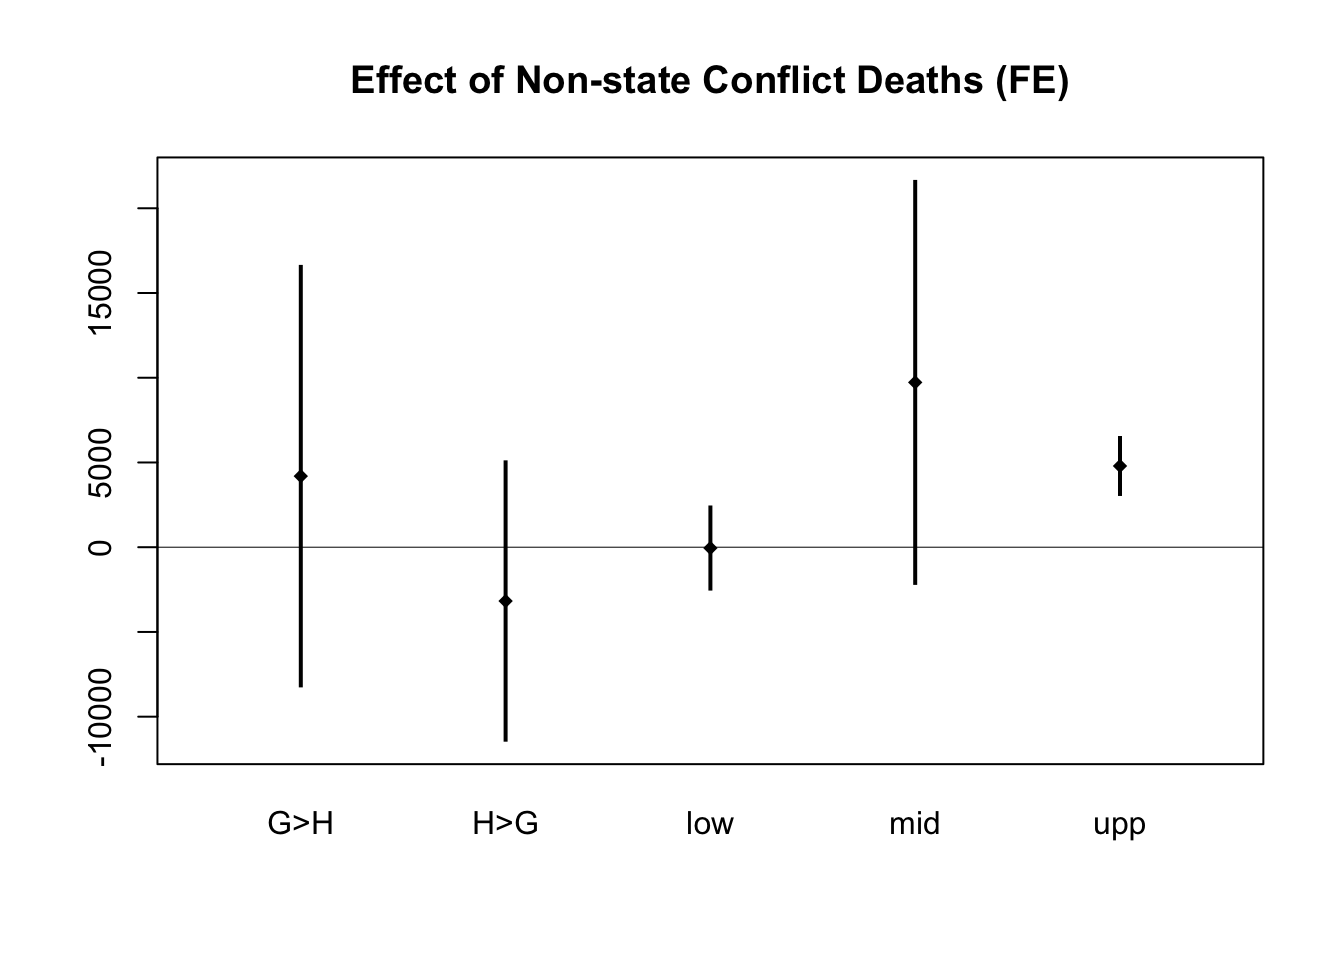 Effect of Non-state Conflict Deaths (FE)
15000
5000
0
-10000
G>H H>G low mid upp